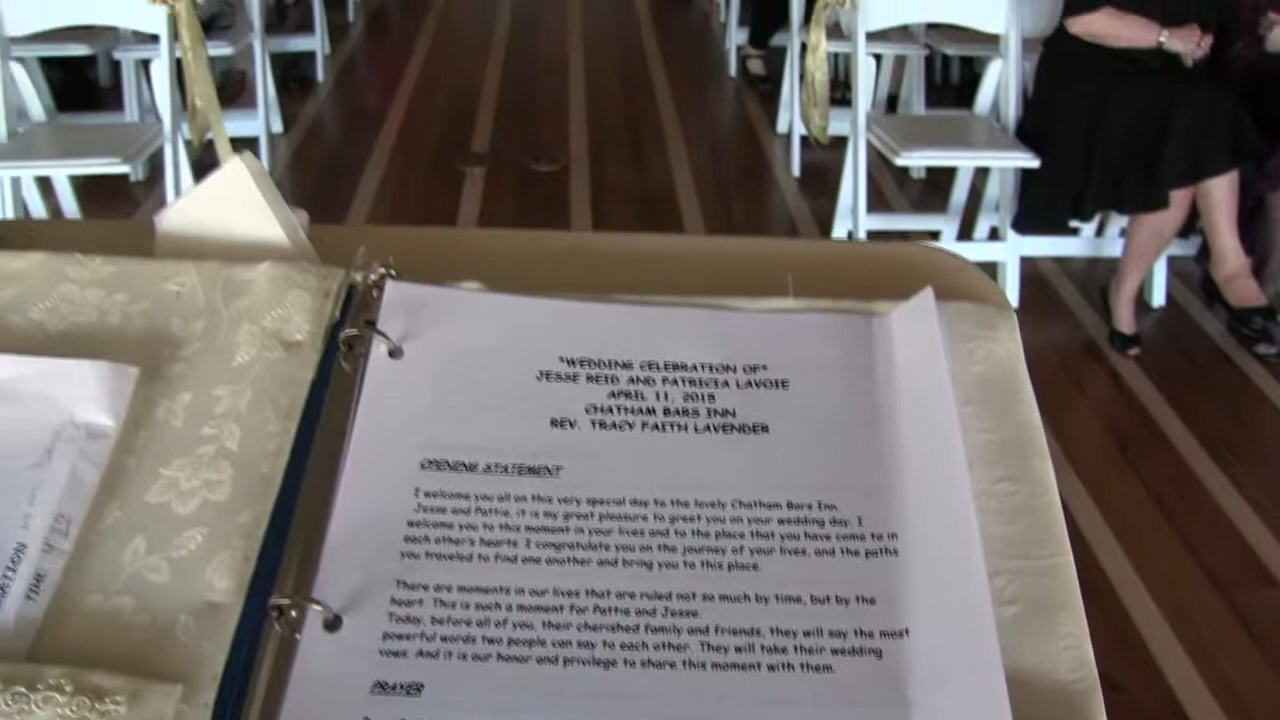 "WEDDING CELEBRATION OF"
JESSE REID AND PATRICIA LAVOIE
APRIL 11, 2015
CHATHAM BARS INN
REV. TRACY FAITH LAVENDER
OPENING STATEMENT
I welcome you all on this very special day to the lovely Chatham Bars Inn.
Jesse and Pattie, it is my great pleasure to greet you on your wedding day. I
welcome you to this moment in your lives and to the place that you have come to in
each other's hearts. I congratulate you on the journey of your lives, and the paths
you traveled to find one another and bring you to this place.
There are moments in our lives that are ruled not so much by time, but by the
heart. This is such a moment for Pattie and Jesse.
Today, before all of you, their cherished family and friends, they will say the most
powerful words two people can say to each other. They will take their wedding
vows. And it is our honor and privilege to share this moment with them.
PRAYER
TIME